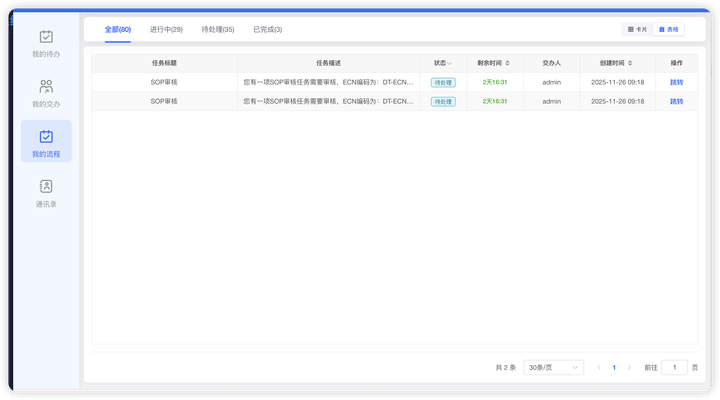 全部(80) 进行中(29) 待处理(35) 已完成(3) 卡片 表格
我的待办
我的交办
我的流程
通讯录
任务标题 任务描述 状态 剩余时间 交办人 创建时间 操作
SOP审核 您有一项SOP审核任务需要审核，ECN编码为：DT-ECN... 待处理 2天16:31 admin 2025-11-26 09:18 跳转
SOP审核 您有一项SOP审核任务需要审核，ECN编码为：DT-ECN... 待处理 2天16:31 admin 2025-11-26 09:18 跳转
共 2 条 30条/页 1 前往 1 页